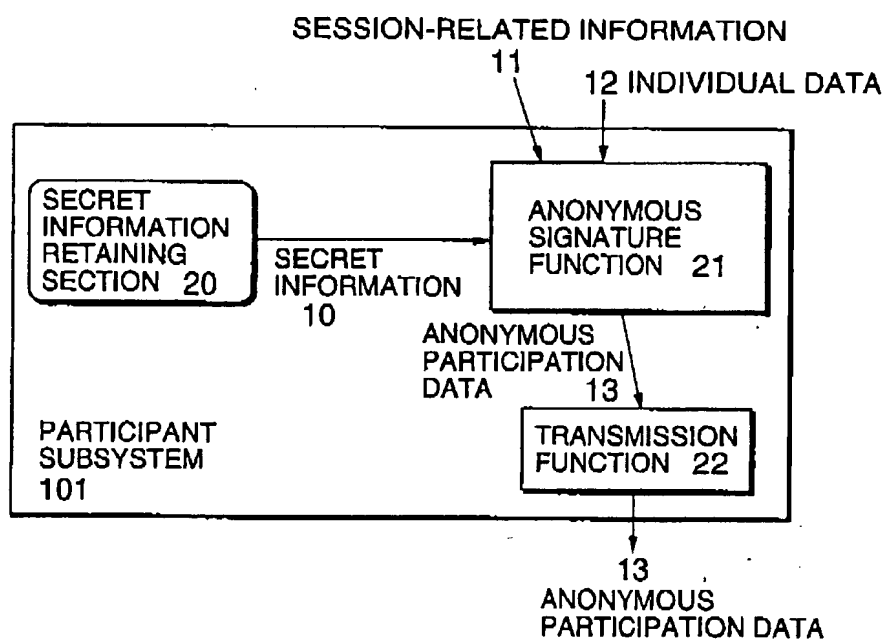 SESSION-RELATED INFORMATION
11
12 INDIVIDUAL DATA
SECRET
INFORMATION
RETAINING
SECTION 20
SECRET
INFORMATION
10
ANONYMOUS
SIGNATURE
FUNCTION 21
ANONYMOUS
PARTICIPATION
DATA 13
TRANSMISSION
FUNCTION 22
PARTICIPANT
SUBSYSTEM
101
13
ANONYMOUS
PARTICIPATION DATA